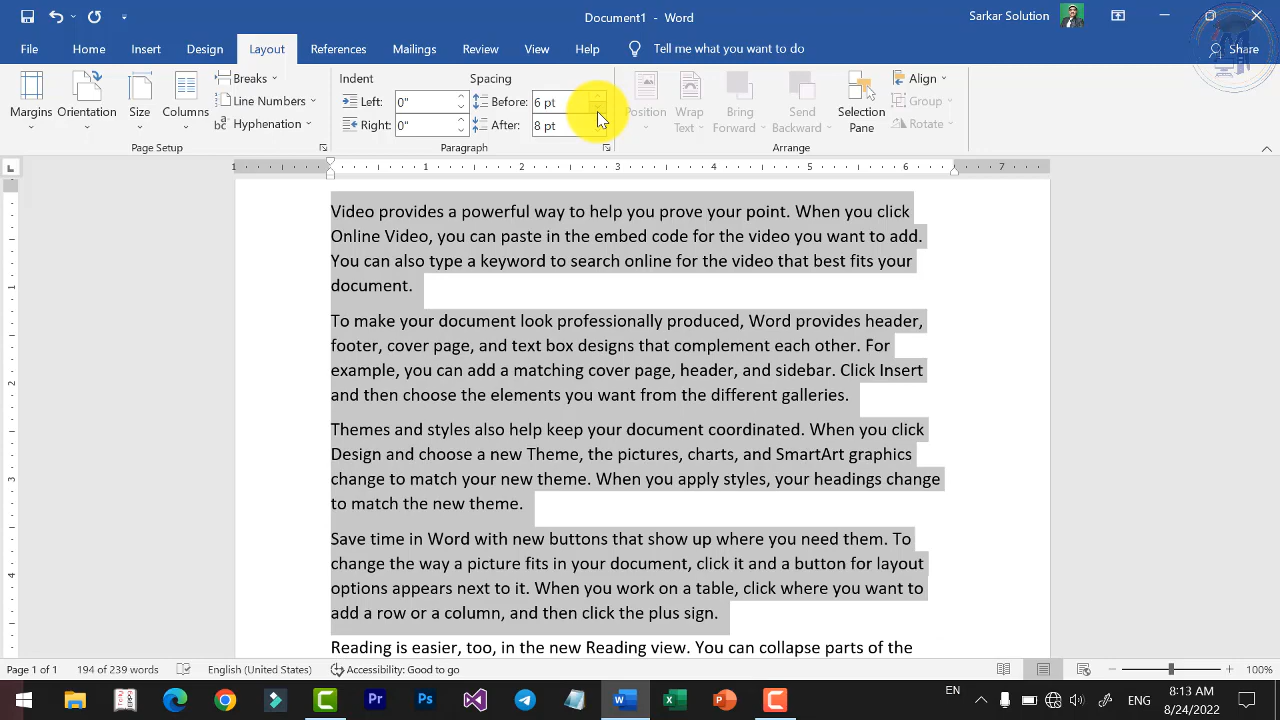 Document1 - Word
Sarkar Solution
File Home Insert Design Layout References Mailings Review View Help Tell me what you want to do Share
Margins
Orientation
Size
Columns
Breaks
Line Numbers
Hyphenation
Page Setup
Indent
Left: 0"
Right: 0"
Spacing
Before: 6 pt
After: 8 pt
Paragraph
Position
Wrap
Text
Bring
Forward
Send
Backward
Selection
Pane
Align
Group
Rotate
Arrange
1 1 2 3 4 5 6 7
Video provides a powerful way to help you prove your point. When you click
Online Video, you can paste in the embed code for the video you want to add.
You can also type a keyword to search online for the video that best fits your
document.
To make your document look professionally produced, Word provides header,
footer, cover page, and text box designs that complement each other. For
example, you can add a matching cover page, header, and sidebar. Click Insert
and then choose the elements you want from the different galleries.
Themes and styles also help keep your document coordinated. When you click
Design and choose a new Theme, the pictures, charts, and SmartArt graphics
change to match your new theme. When you apply styles, your headings change
to match the new theme.
Save time in Word with new buttons that show up where you need them. To
change the way a picture fits in your document, click it and a button for layout
options appears next to it. When you work on a table, click where you want to
add a row or a column, and then click the plus sign.
Reading is easier, too, in the new Reading view. You can collapse parts of the
1
2
3
4
Page 1 of 1 194 of 239 words English (United States) Accessibility: Good to go 100%
EN ENG 8:13 AM
8/24/2022